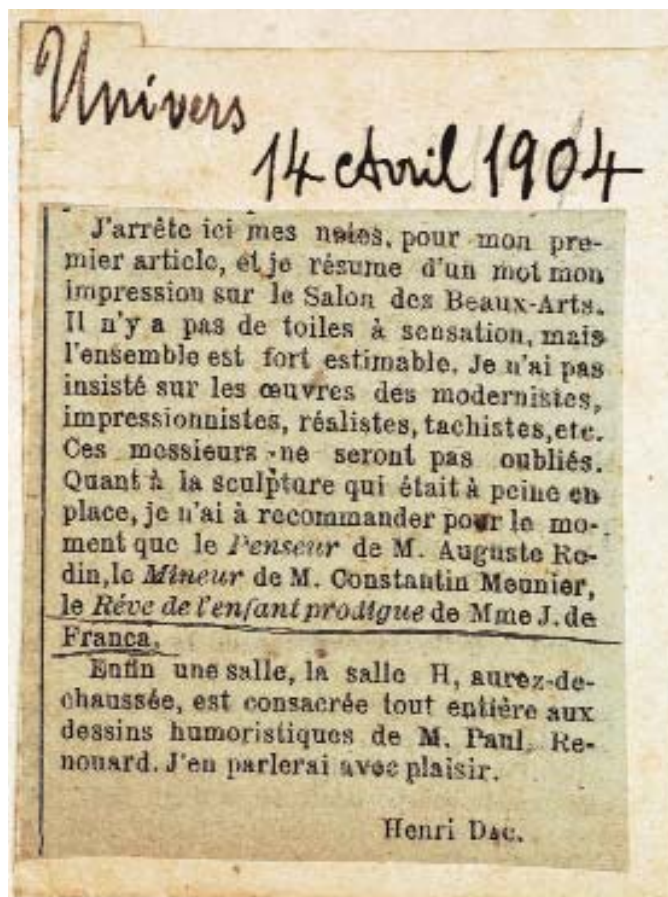 Univers
14 Avril 1904
J'arrête ici mes notes, pour mon pre-
mier article, et je résume d'un mot mon
impression sur le Salon des Beaux-Arts.
Il n'y a pas de toiles à sensation, mais
l'ensemble est fort estimable. Je n'ai pas
insisté sur les œuvres des modernistes,
impressionnistes, réalistes, tachistes, etc.
Ces messieurs ne seront pas oubliés.
Quant à la sculpture qui était à peine en
place, je n'ai à recommander pour le mo-
ment que le Penseur de M. Auguste Ro-
din, le Mineur de M. Constantin Meunier,
le Rêve de l'enfant prodigue de Mme J. de
Franca.
Enfin une salle, la salle H, au rez-de-
chaussée, est consacrée tout entière aux
dessins humoristiques de M. Paul, Re-
nouard. J'en parlerai avec plaisir.
Henri Dac.